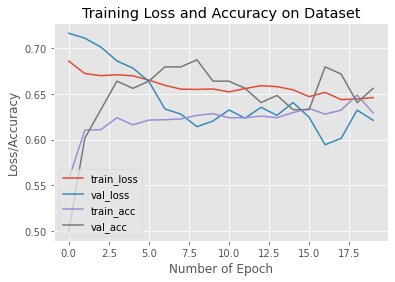 Training Loss and Accuracy on Dataset
Loss/Accuracy
0.70
0.65
0.60
0.55
0.50
train_loss
val_loss
train_acc
val_acc
0.0 2.5 5.0 7.5 10.0 12.5 15.0 17.5
Number of Epoch